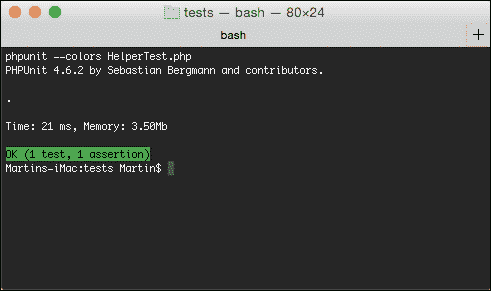 tests — bash — 80×24
bash
+
phpunit --colors HelperTest.php
PHPUnit 4.6.2 by Sebastian Bergmann and contributors.
.
Time: 21 ms, Memory: 3.50Mb
OK (1 test, 1 assertion)
Martins-iMac:tests Martin$